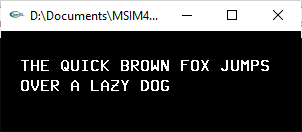 D:\Documents\MSIM4...
THE QUICK BROWN FOX JUMPS
OVER A LAZY DOG